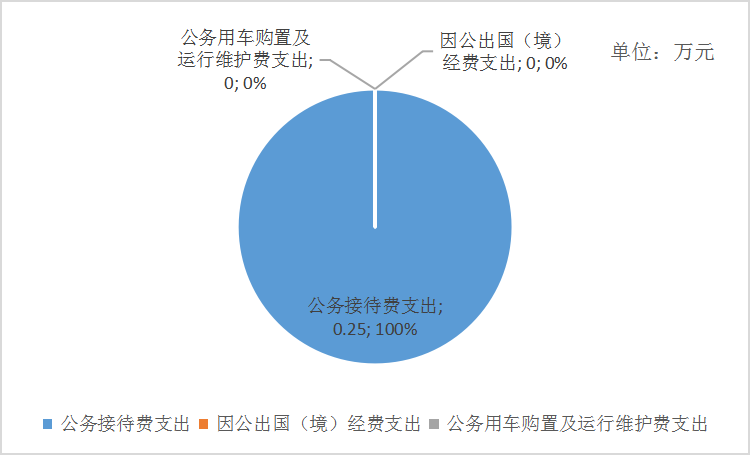 公务用车购置及
运行维护费支出;
0; 0%
因公出国（境）
经费支出; 0; 0%
单位：万元
公务接待费支出;
0.25; 100%
公务接待费支出
因公出国（境）经费支出
公务用车购置及运行维护费支出